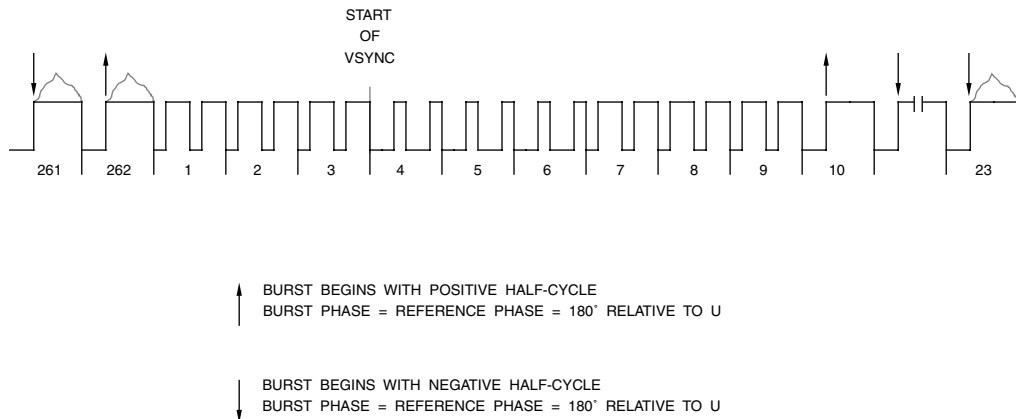 START
OF
VSYNC
261 262 1 2 3 4 5 6 7 8 9 10 23
BURST BEGINS WITH POSITIVE HALF-CYCLE
BURST PHASE = REFERENCE PHASE = 180° RELATIVE TO U
BURST BEGINS WITH NEGATIVE HALF-CYCLE
BURST PHASE = REFERENCE PHASE = 180° RELATIVE TO U